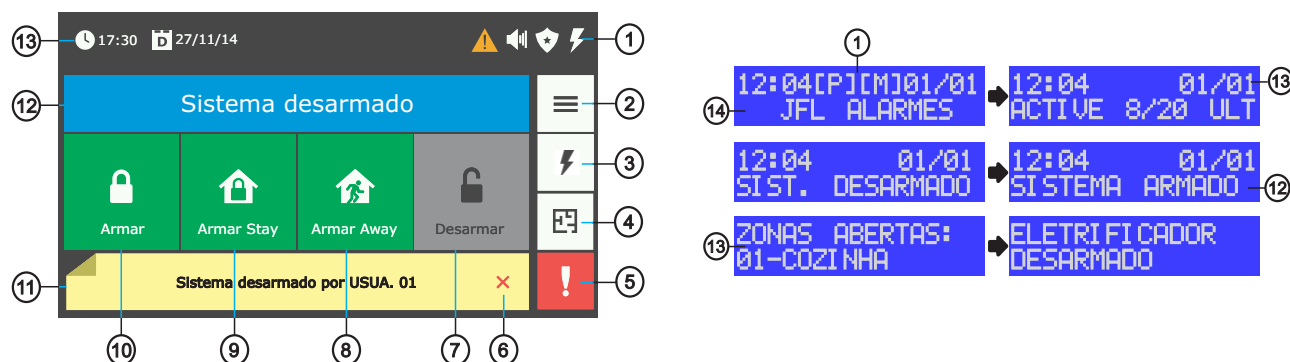 13
17:30
D
27/11/14
1
12
Sistema desarmado
2
3
4
Armar
Armar Stay
Armar Away
Desarmar
11
Sistema desarmado por USUA. 01
5
10
9
8
7
6
1
12:04[P][M]01/01
14
JFL ALARMES
12:04 01/01
13
ACTIVE 8/20 ULT
12:04 01/01
SIST. DESARMADO
12:04 01/01
SISTEMA ARMADO
12
13
ZONAS ABERTAS:
01-COZINHA
ELETRIFICADOR
DESARMADO